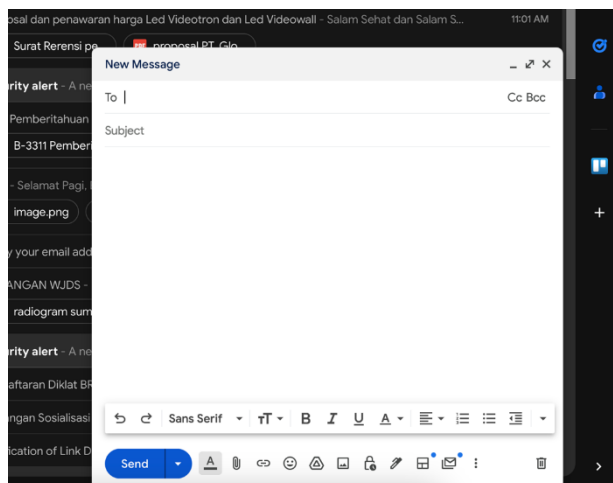 osal dan penawaran harga Led Videotron dan Led Videowall - Salam Sehat dan Salam S... 11:01 AM
Surat Rerensi pe
proposal PT. Glo
New Message
rity alert - A ne
To
Cc Bcc
Pemberitahuan
Subject
B-3311 Pemberi
- Selamat Pagi,
image.png
y your email add
ANGAN WJDS -
radiogram sum
rity alert - A ne
aftaran Diklat BR
ngan Sosialisasi
Sans Serif
B I U A
ication of Link D
Send
A